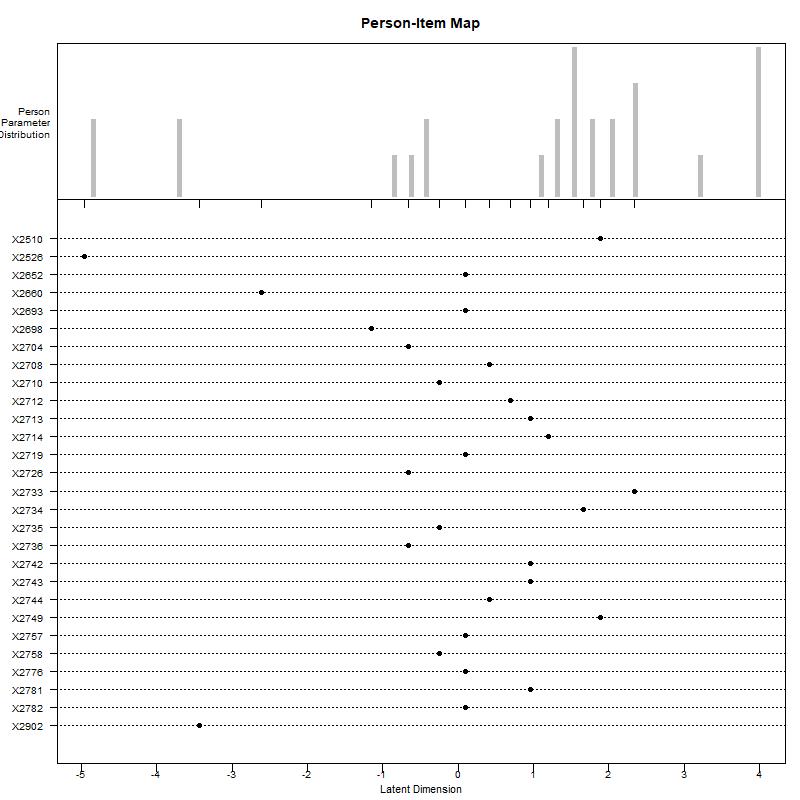 Person-Item Map
Person
Parameter
Distribution
X2510
X2526
X2652
X2660
X2693
X2698
X2704
X2708
X2710
X2712
X2713
X2714
X2719
X2726
X2733
X2734
X2735
X2736
X2742
X2743
X2744
X2749
X2757
X2758
X2776
X2781
X2782
X2902
-5 -4 -3 -2 -1 0 1 2 3 4
Latent Dimension